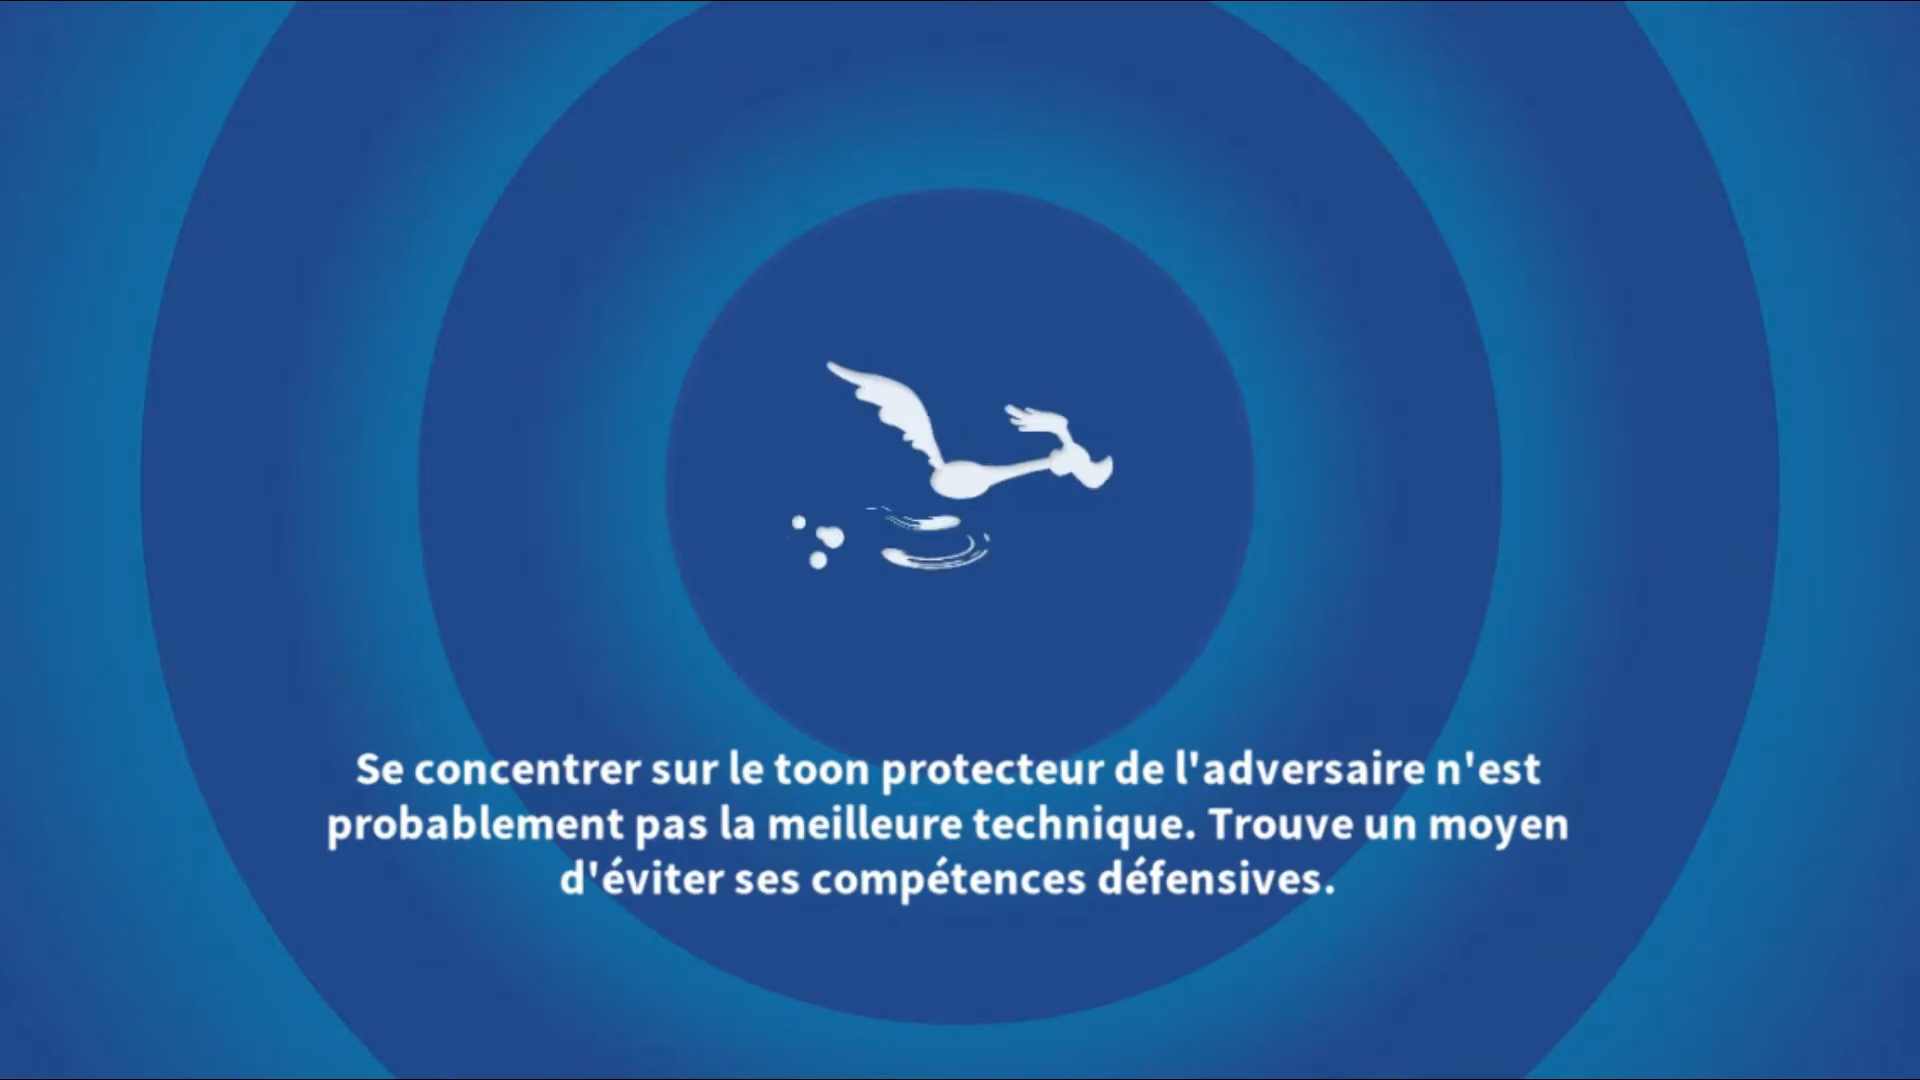 Se concentrer sur le toon protecteur de l'adversaire n'est
probablement pas la meilleure technique. Trouve un moyen
d'éviter ses compétences défensives.